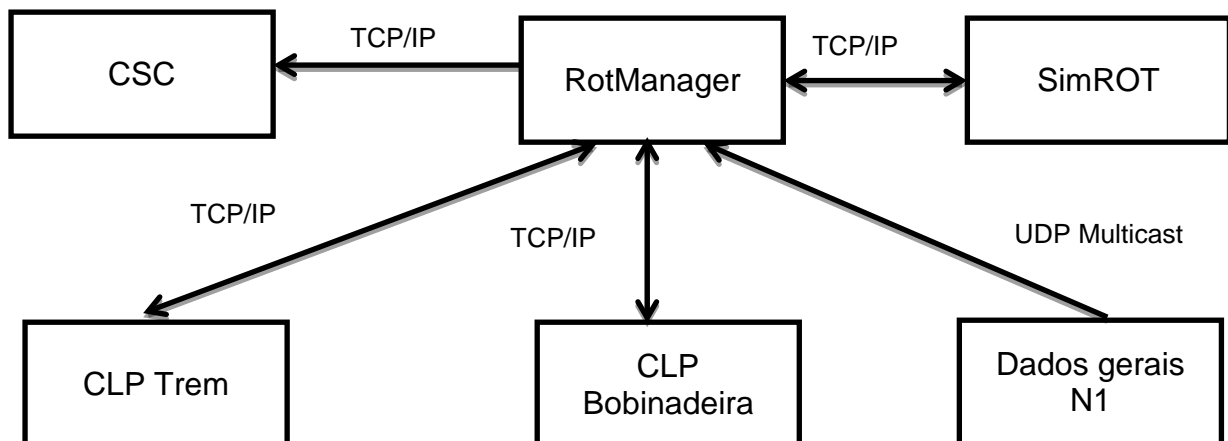 TCP/IP
CSC
RotManager
TCP/IP
SimROT
TCP/IP
TCP/IP
UDP Multicast
CLP Trem
CLP
Bobinadeira
Dados gerais
N1